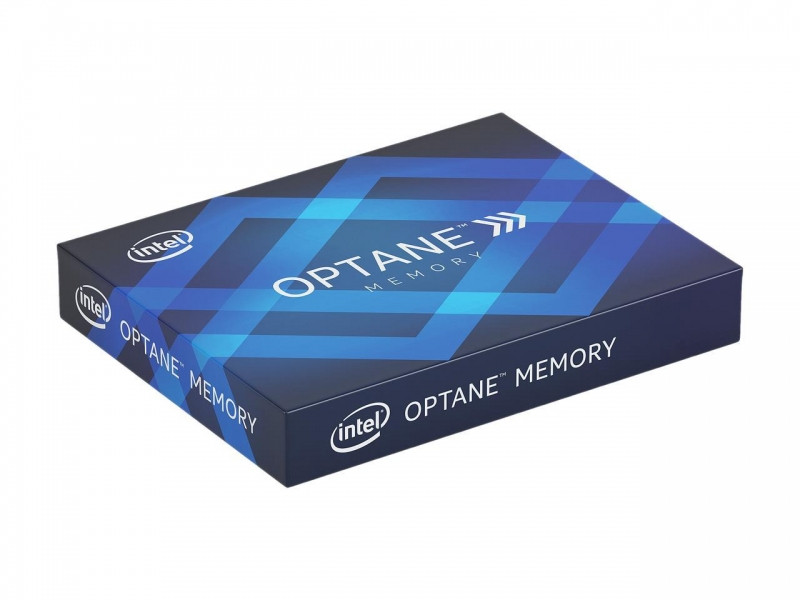 intel
OPTANE™ >>>
MEMORY
intel
OPTANE™ MEMORY
intel
OPTANE™ MEMORY